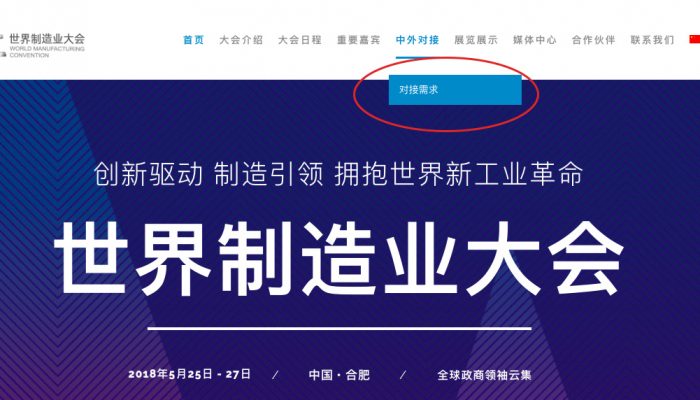 世界制造业大会
WORLD MANUFACTURING
CONVENTION
首页 大会介绍 大会日程 重要嘉宾 中外对接 展览展示 媒体中心 合作伙伴 联系我们
对接需求
创新驱动 制造引领 拥抱世界新工业革命
世界制造业大会
2018年5月25日 - 27日 / 中国·合肥 / 全球政商领袖云集